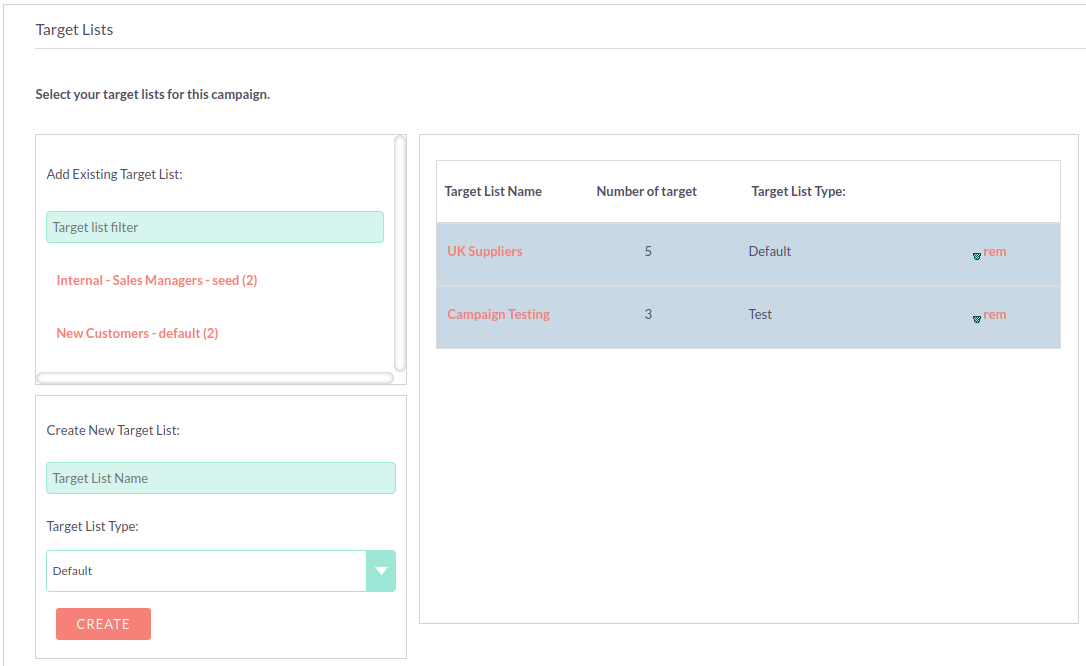 Target Lists
Select your target lists for this campaign.
Add Existing Target List:
Target list filter
Internal - Sales Managers - seed (2)
New Customers - default (2)
Create New Target List:
Target List Name
Target List Type:
Default
CREATE
Target List Name Number of target Target List Type:
UK Suppliers 5 Default rem
Campaign Testing 3 Test rem